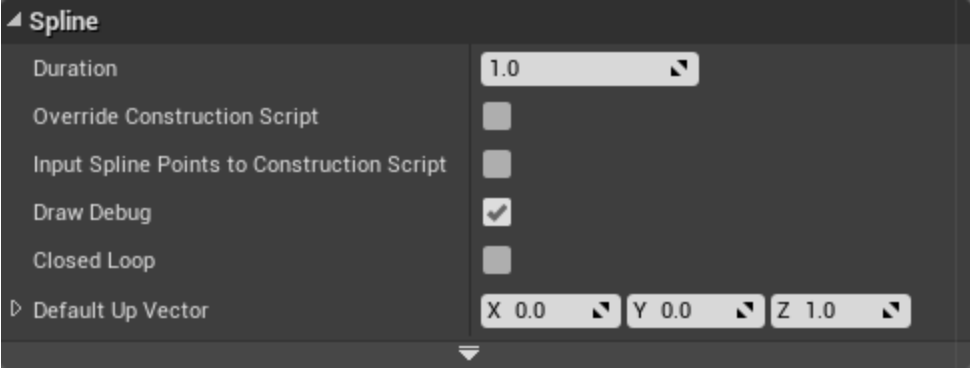 Spline
Duration 1.0
Override Construction Script
Input Spline Points to Construction Script
Draw Debug
Closed Loop
Default Up Vector X 0.0 Y 0.0 Z 1.0